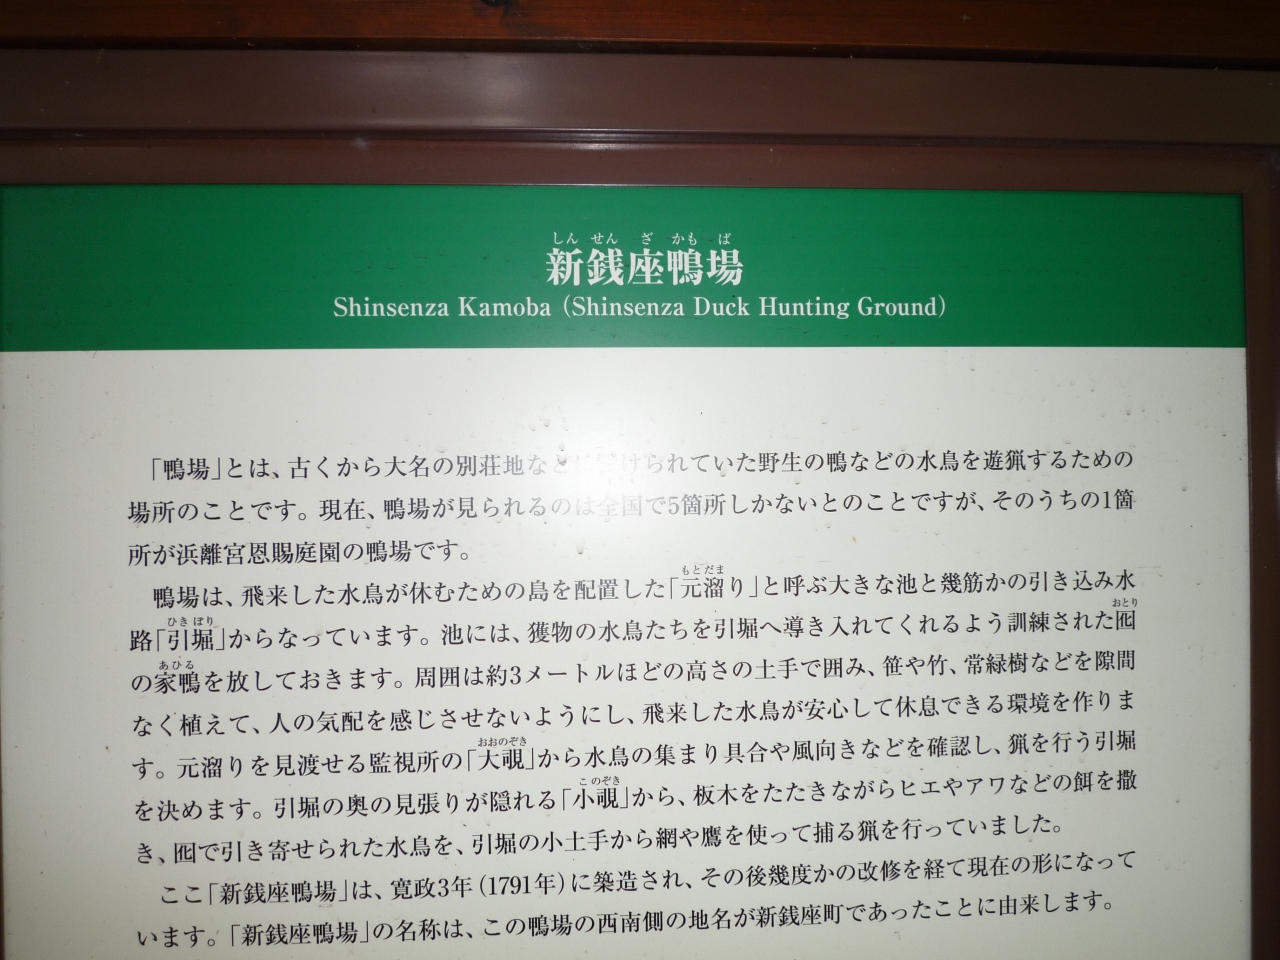 しん せん ざ かも ば
新銭座鴨場
Shinsenza Kamoba (Shinsenza Duck Hunting Ground)
「鴨場」とは、古くから大名の別荘地などに設けられていた野生の鴨などの水鳥を遊猟するための
場所のことです。現在、鴨場が見られるのは全国で5箇所しかないとのことですが、そのうちの1箇
所が浜離宮恩賜庭園の鴨場です。
もとだま
鴨場は、飛来した水鳥が休むための島を配置した「元溜り」と呼ぶ大きな池と幾筋かの引き込み水
ひき ぼり おとり
路「引堀」からなっています。池には、獲物の水鳥たちを引堀へ導き入れてくれるよう訓練された囮
あひる
の家鴨を放しておきます。周囲は約3メートルほどの高さの土手で囲み、笹や竹、常緑樹などを隙間
なく植えて、人の気配を感じさせないようにし、飛来した水鳥が安心して休息できる環境を作りま
おおのぞき
す。元溜りを見渡せる監視所の「大覗」から水鳥の集まり具合や風向きなどを確認し、猟を行う引堀
このぞき
を決めます。引堀の奥の見張りが隠れる「小覗」から、板木をたたきながらヒエやアワなどの餌を撒
き、囮で引き寄せられた水鳥を、引堀の小土手から網や鷹を使って捕る猟を行っていました。
ここ「新銭座鴨場」は、寛政3年（1791年）に築造され、その後幾度かの改修を経て現在の形になって
います。「新銭座鴨場」の名称は、この鴨場の西南側の地名が新銭座町であったことに由来します。